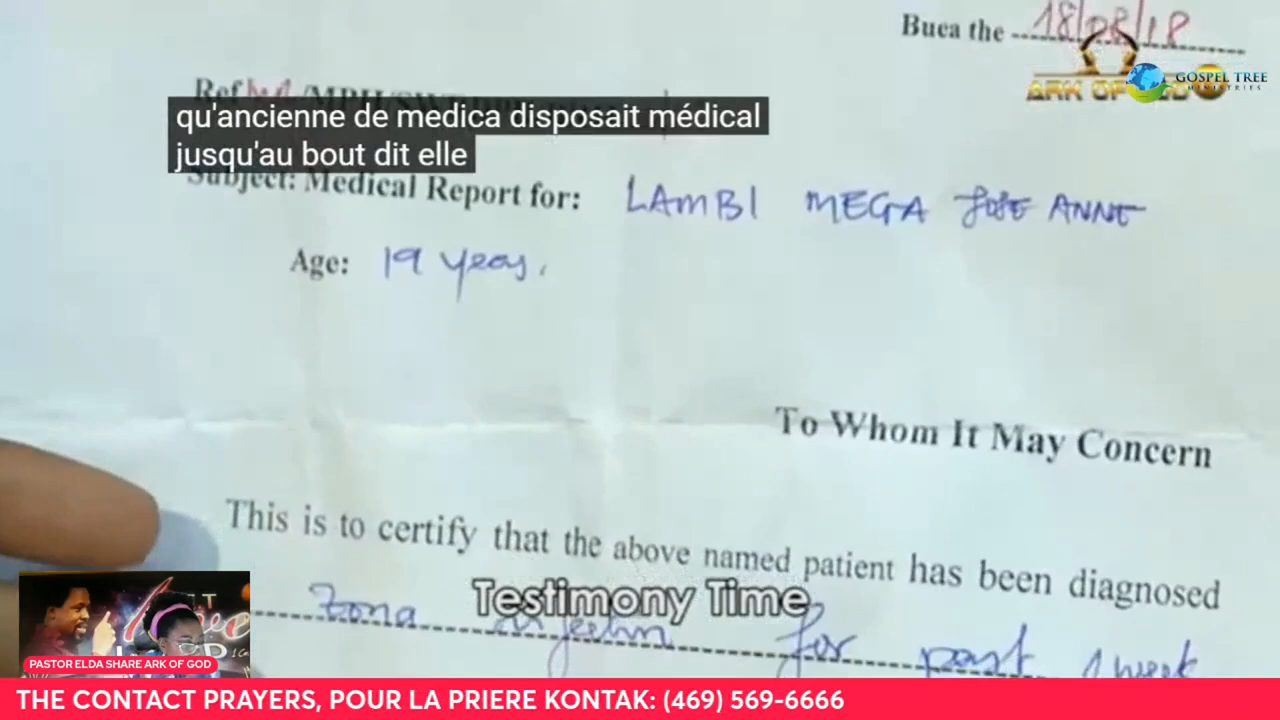 Buea the 18/08/18
ARK OF GOD
GOSPEL TREE
MINISTRIES
Ref
qu'ancienne de medica disposait médical
jusqu'au bout dit elle
Subject: Medical Report for: LAMBI MEGA JOSE ANNE
Age: 19 years.
To Whom It May Concern
This is to certify that the above named patient has been diagnosed
Testimony Time
for past 1 week
PASTOR ELDA SHARE ARK OF GOD
THE CONTACT PRAYERS, POUR LA PRIERE KONTAK: (469) 569-6666